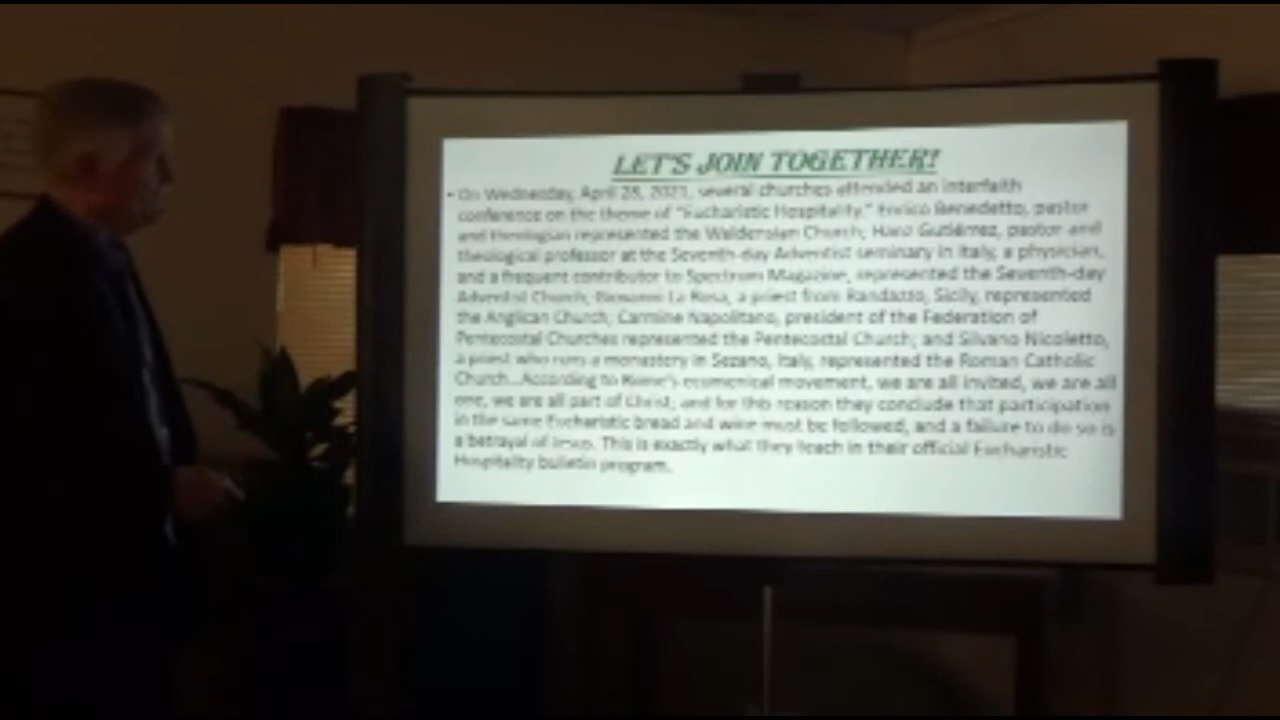 LET'S JOIN TOGETHER!
• On Wednesday, April 28, 2021, several churches attended an interfaith
conference on the theme of "Eucharistic Hospitality." Enrico Benedetto, pastor
and theologian represented the Waldensian Church; Hanz Gutiérrez, pastor and
theological professor at the Seventh-day Adventist seminary in Italy, a physician,
and a frequent contributor to Spectrum Magazine, represented the Seventh-day
Adventist Church; Giovanni La Rosa, a priest from Randazzo, Sicily, represented
the Anglican Church; Carmine Napolitano, president of the Federation of
Pentecostal Churches represented the Pentecostal Church; and Silvano Nicoletto,
a priest who runs a monastery in Sezano, Italy, represented the Roman Catholic
Church...According to Rome's ecumenical movement, we are all invited, we are all
one, we are all part of Christ; and for this reason they conclude that participation
in the same Eucharistic bread and wine must be followed, and a failure to do so is
a betrayal of Jesus. This is exactly what they teach in their official Eucharistic
Hospitality bulletin program.